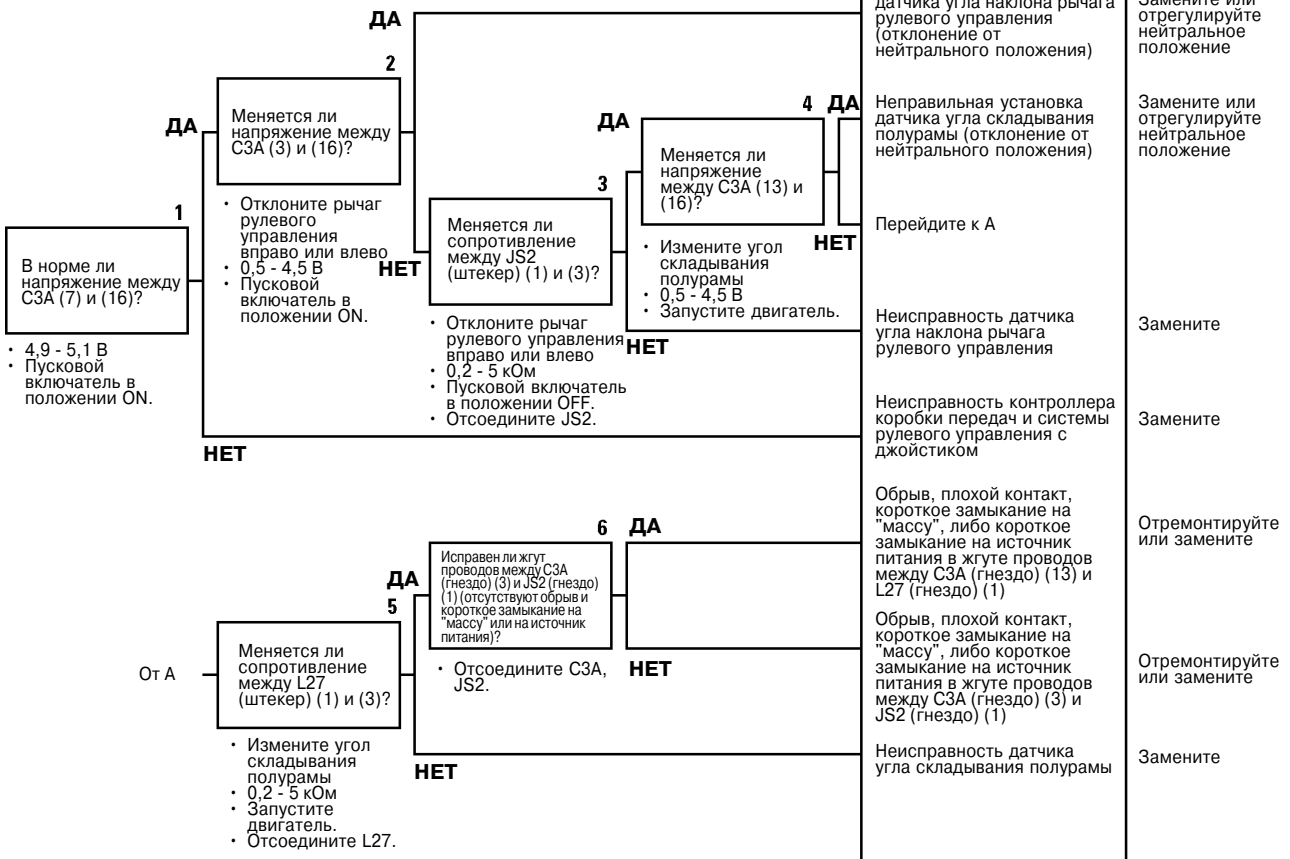 датчика угла наклона рычага
рулевого управления
(отклонение от
нейтрального положения)
Замените или
отрегулируйте
нейтральное
положение
ДА
2
Меняется ли
напряжение между
С3А (3) и (16)?
ДА
• Отклоните рычаг
рулевого
управления
вправо или влево
• 0,5 - 4,5 В
• Пусковой
включатель в
положении ON.
НЕТ
4 ДА
ДА
Меняется ли
напряжение
между С3А (13) и
(16)?
• Измените угол
складывания
полурамы
• 0,5 - 4,5 В
• Запустите двигатель.
НЕТ
Неправильная установка
датчика угла складывания
полурамы (отклонение от
нейтрального положения)
Замените или
отрегулируйте
нейтральное
положение
Перейдите к А
1
В норме ли
напряжение между
С3А (7) и (16)?
• 4,9 - 5,1 В
• Пусковой
включатель в
положении ON.
3
Меняется ли
сопротивление
между JS2
(штекер) (1) и (3)?
• Отклоните рычаг
рулевого управления
вправо или влево
• 0,2 - 5 кОм
• Пусковой включатель
в положении OFF.
• Отсоедините JS2.
НЕТ
Неисправность датчика
угла наклона рычага
рулевого управления
Замените
НЕТ
Неисправность контроллера
коробки передач и системы
рулевого управления с
джойстиком
Замените
6 ДА
Исправен ли жгут
проводов между С3А
(гнездо) (3) и JS2 (гнездо)
(1) (отсутствуют обрыв и
короткое замыкание на
"массу" или на источник
питания)?
• Отсоедините С3А,
JS2.
НЕТ
Обрыв, плохой контакт,
короткое замыкание на
"массу", либо короткое
замыкание на источник
питания в жгуте проводов
между С3А (гнездо) (13) и
L27 (гнездо) (1)
Отремонтируйте
или замените
Обрыв, плохой контакт,
короткое замыкание на
"массу", либо короткое
замыкание на источник
питания в жгуте проводов
между С3А (гнездо) (3) и
JS2 (гнездо) (1)
Отремонтируйте
или замените
ДА
5
От А
Меняется ли
сопротивление
между L27
(штекер) (1) и (3)?
• Измените угол
складывания
полурамы
• 0,2 - 5 кОм
• Запустите
двигатель.
• Отсоедините L27.
НЕТ
Неисправность датчика
угла складывания полурамы
Замените